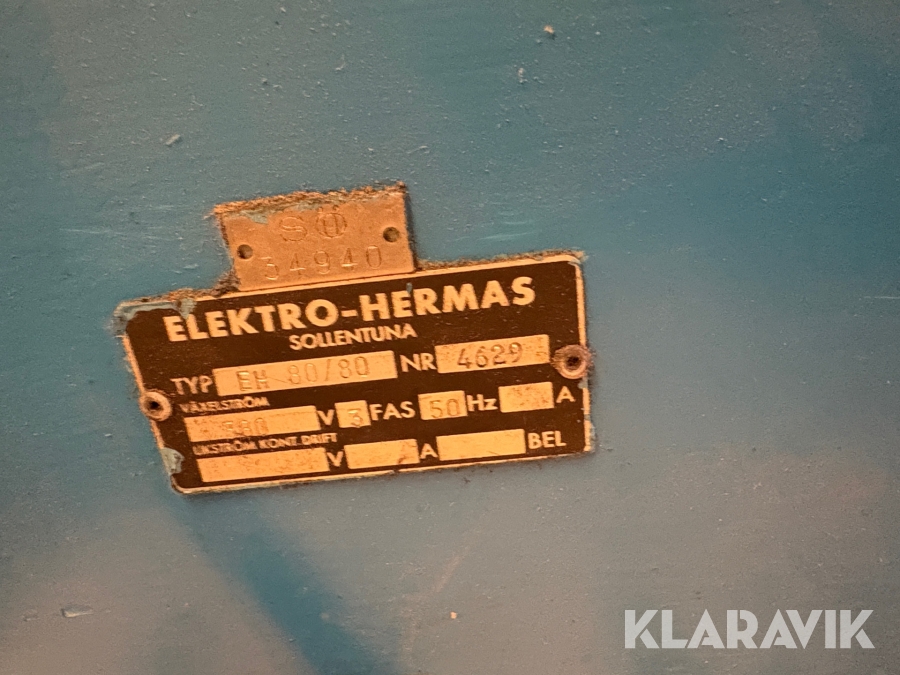 SÖ
34940
ELEKTRO-HERMAS
SOLLENTUNA
TYP EH 80/80 NR 4629
VÄXELSTRÖM
380 V 3 FAS 50 Hz A
LIKSTRÖM KONT. DRIFT
V A BEL
KLARAVIK